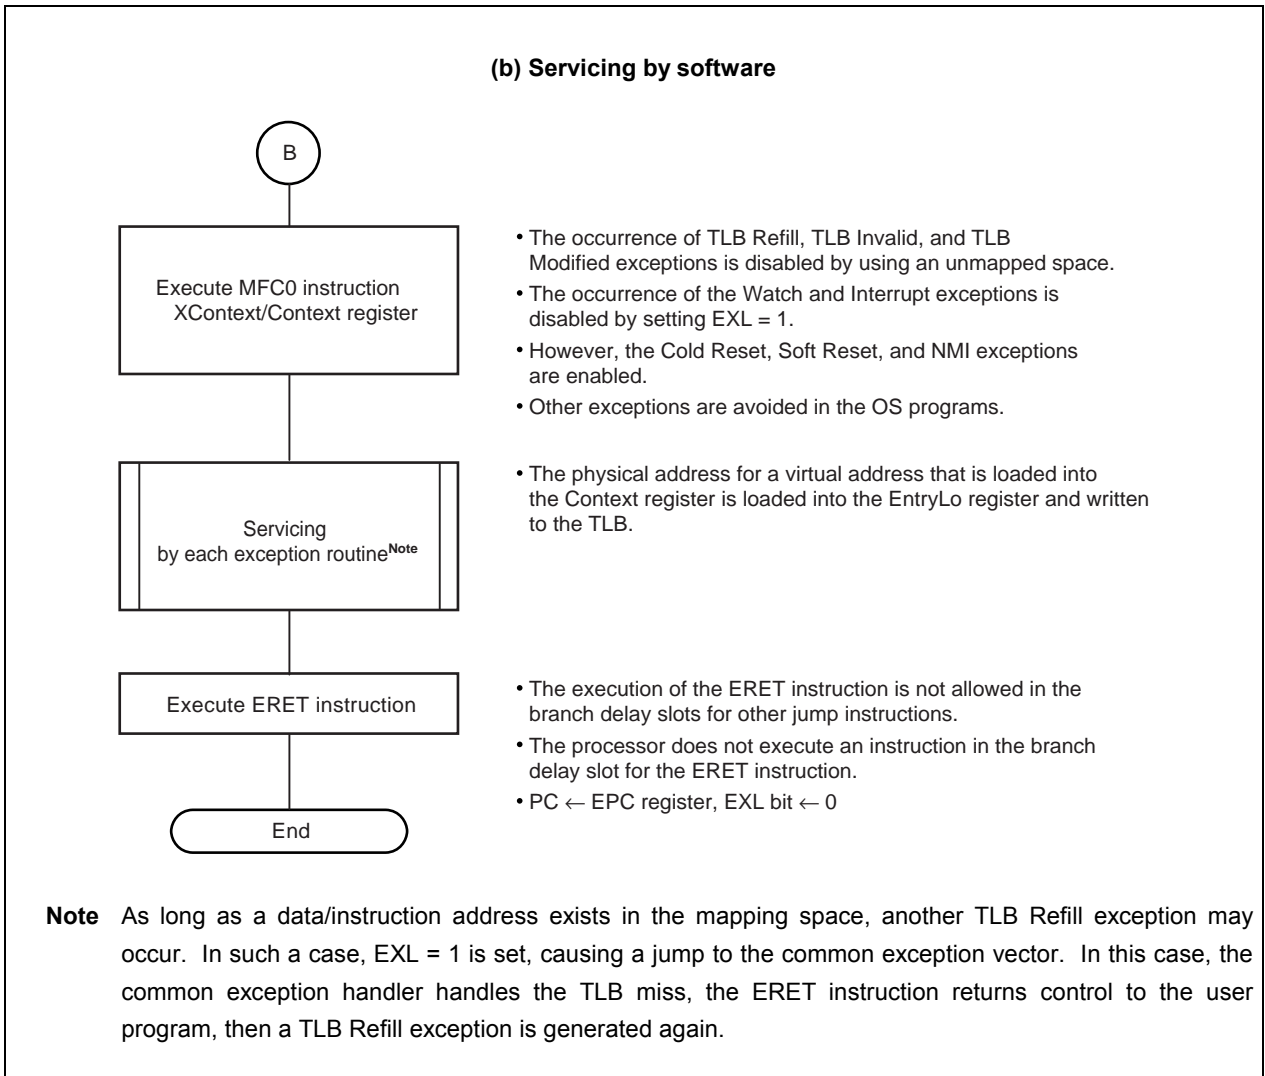 (b) Servicing by software
B
Execute MFC0 instruction
XContext/Context register
• The occurrence of TLB Refill, TLB Invalid, and TLB
Modified exceptions is disabled by using an unmapped space.
• The occurrence of the Watch and Interrupt exceptions is
disabled by setting EXL = 1.
• However, the Cold Reset, Soft Reset, and NMI exceptions
are enabled.
• Other exceptions are avoided in the OS programs.
Servicing
by each exception routineNote
• The physical address for a virtual address that is loaded into
the Context register is loaded into the EntryLo register and written
to the TLB.
Execute ERET instruction
• The execution of the ERET instruction is not allowed in the
branch delay slots for other jump instructions.
• The processor does not execute an instruction in the branch
delay slot for the ERET instruction.
• PC ← EPC register, EXL bit ← 0
End
Note As long as a data/instruction address exists in the mapping space, another TLB Refill exception may
occur. In such a case, EXL = 1 is set, causing a jump to the common exception vector. In this case, the
common exception handler handles the TLB miss, the ERET instruction returns control to the user
program, then a TLB Refill exception is generated again.